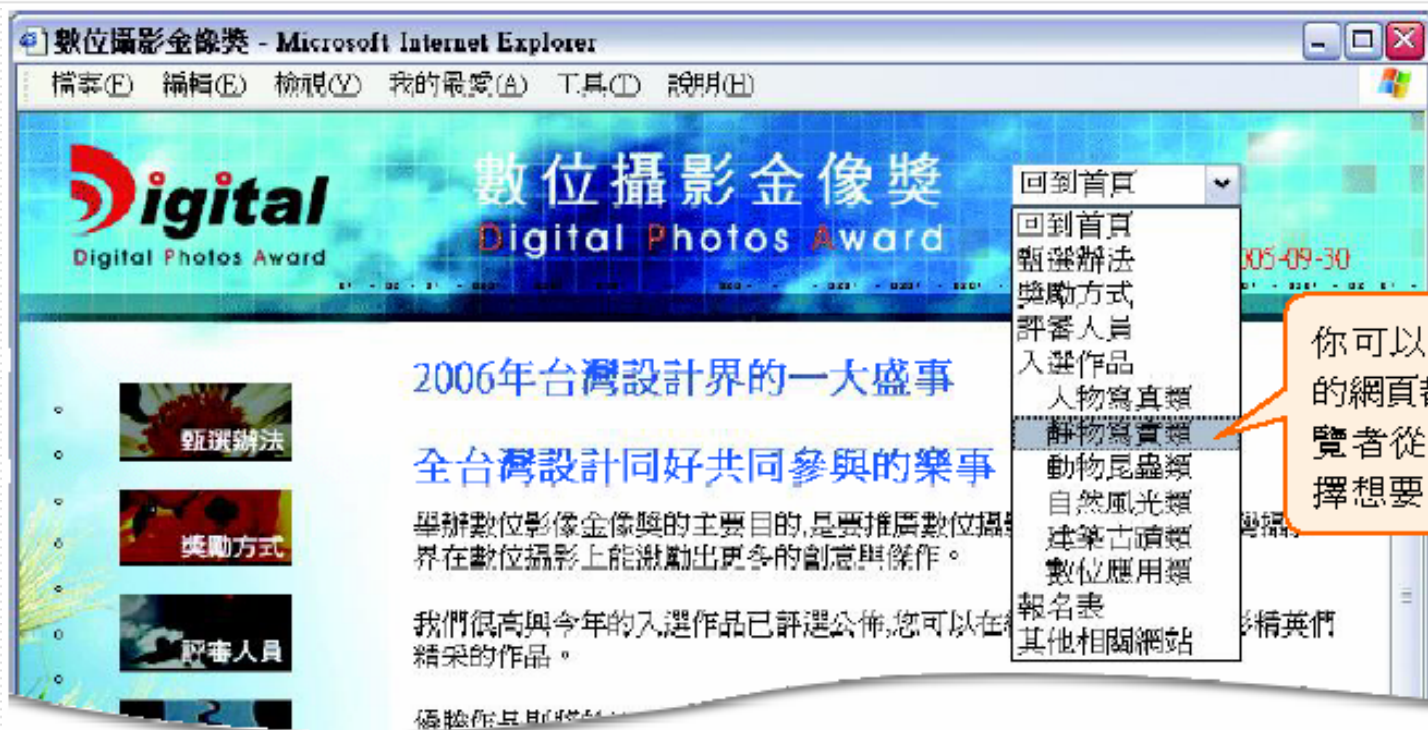 數位攝影金像獎 - Microsoft Internet Explorer
檔案(F) 編輯(E) 檢視(V) 我的最愛(A) 工具(T) 說明(H)
Digital
Digital Photos Award
數位攝影金像獎
Digital Photos Award
回到首頁
回到首頁
甄選辦法
獎勵方式
評審人員
入選作品
人物寫真類
靜物寫實類
動物昆蟲類
自然風光類
建築古蹟類
數位應用類
報名表
其他相關網站
005-09-30
你可以
的網頁
覽者從
擇想要
甄選辦法
獎勵方式
評審人員
2006年台灣設計界的一大盛事
全台灣設計同好共同參與的樂事
舉辦數位影像金像獎的主要目的,是要推廣數位攝
界在數位攝影上能激勵出更多的創意與傑作。
我們很高興今年的入選作品已評選公佈,您可以在
精英們
精采的作品。